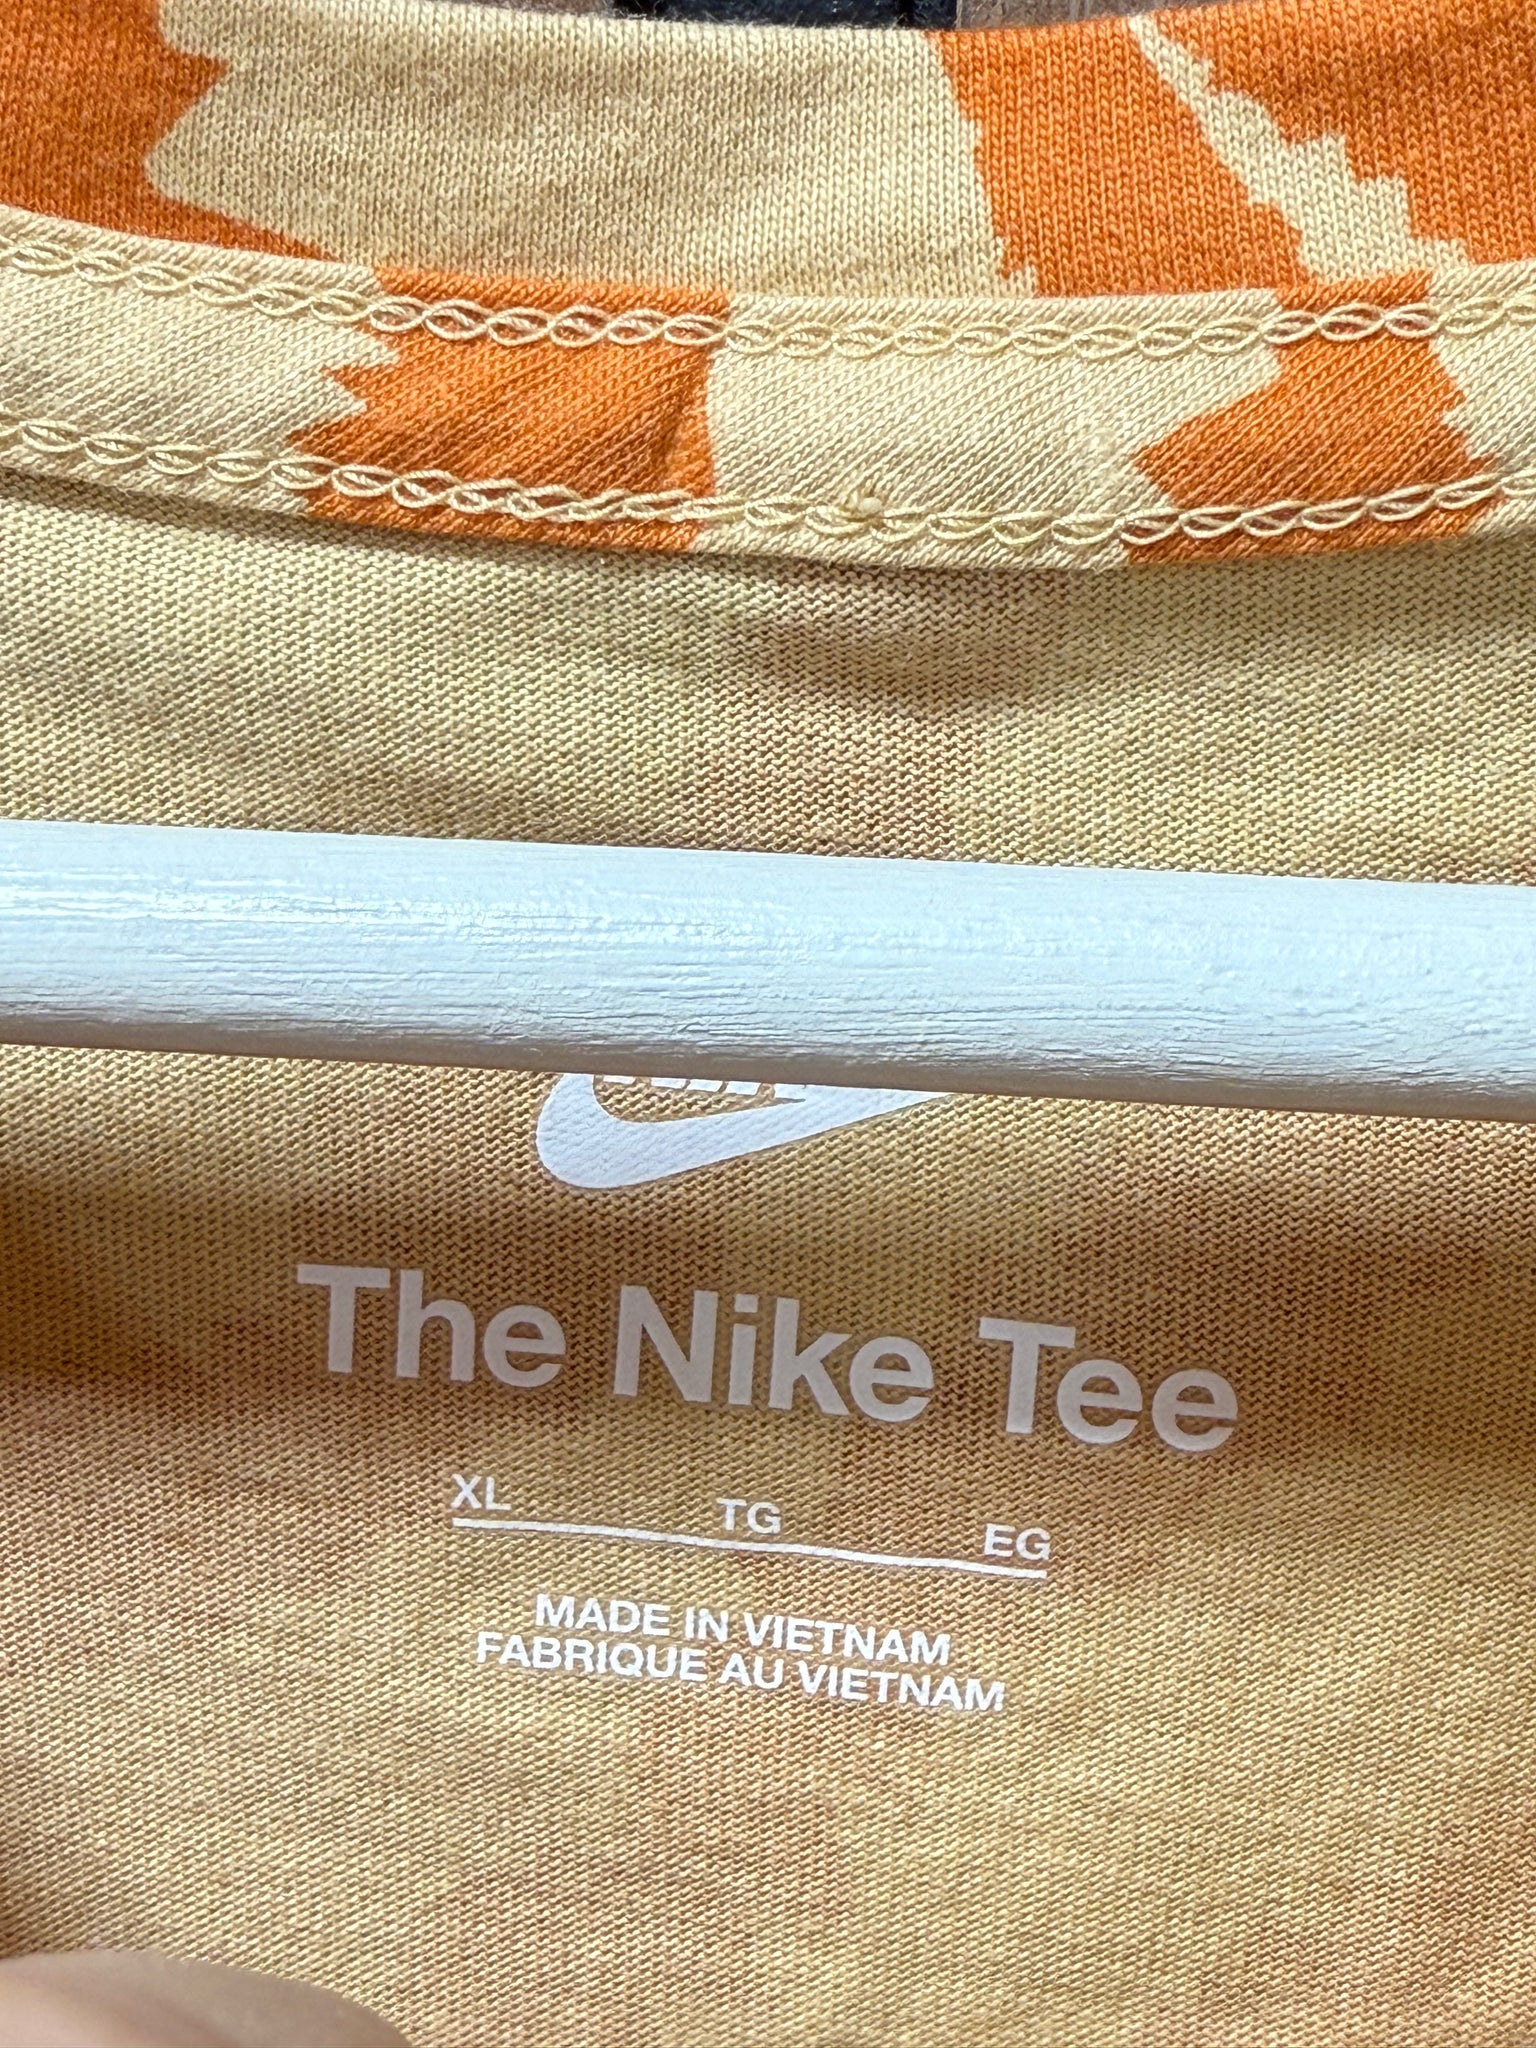 The Nike Tee
XL TG EG
MADE IN VIETNAM
FABRIQUE AU VIETNAM